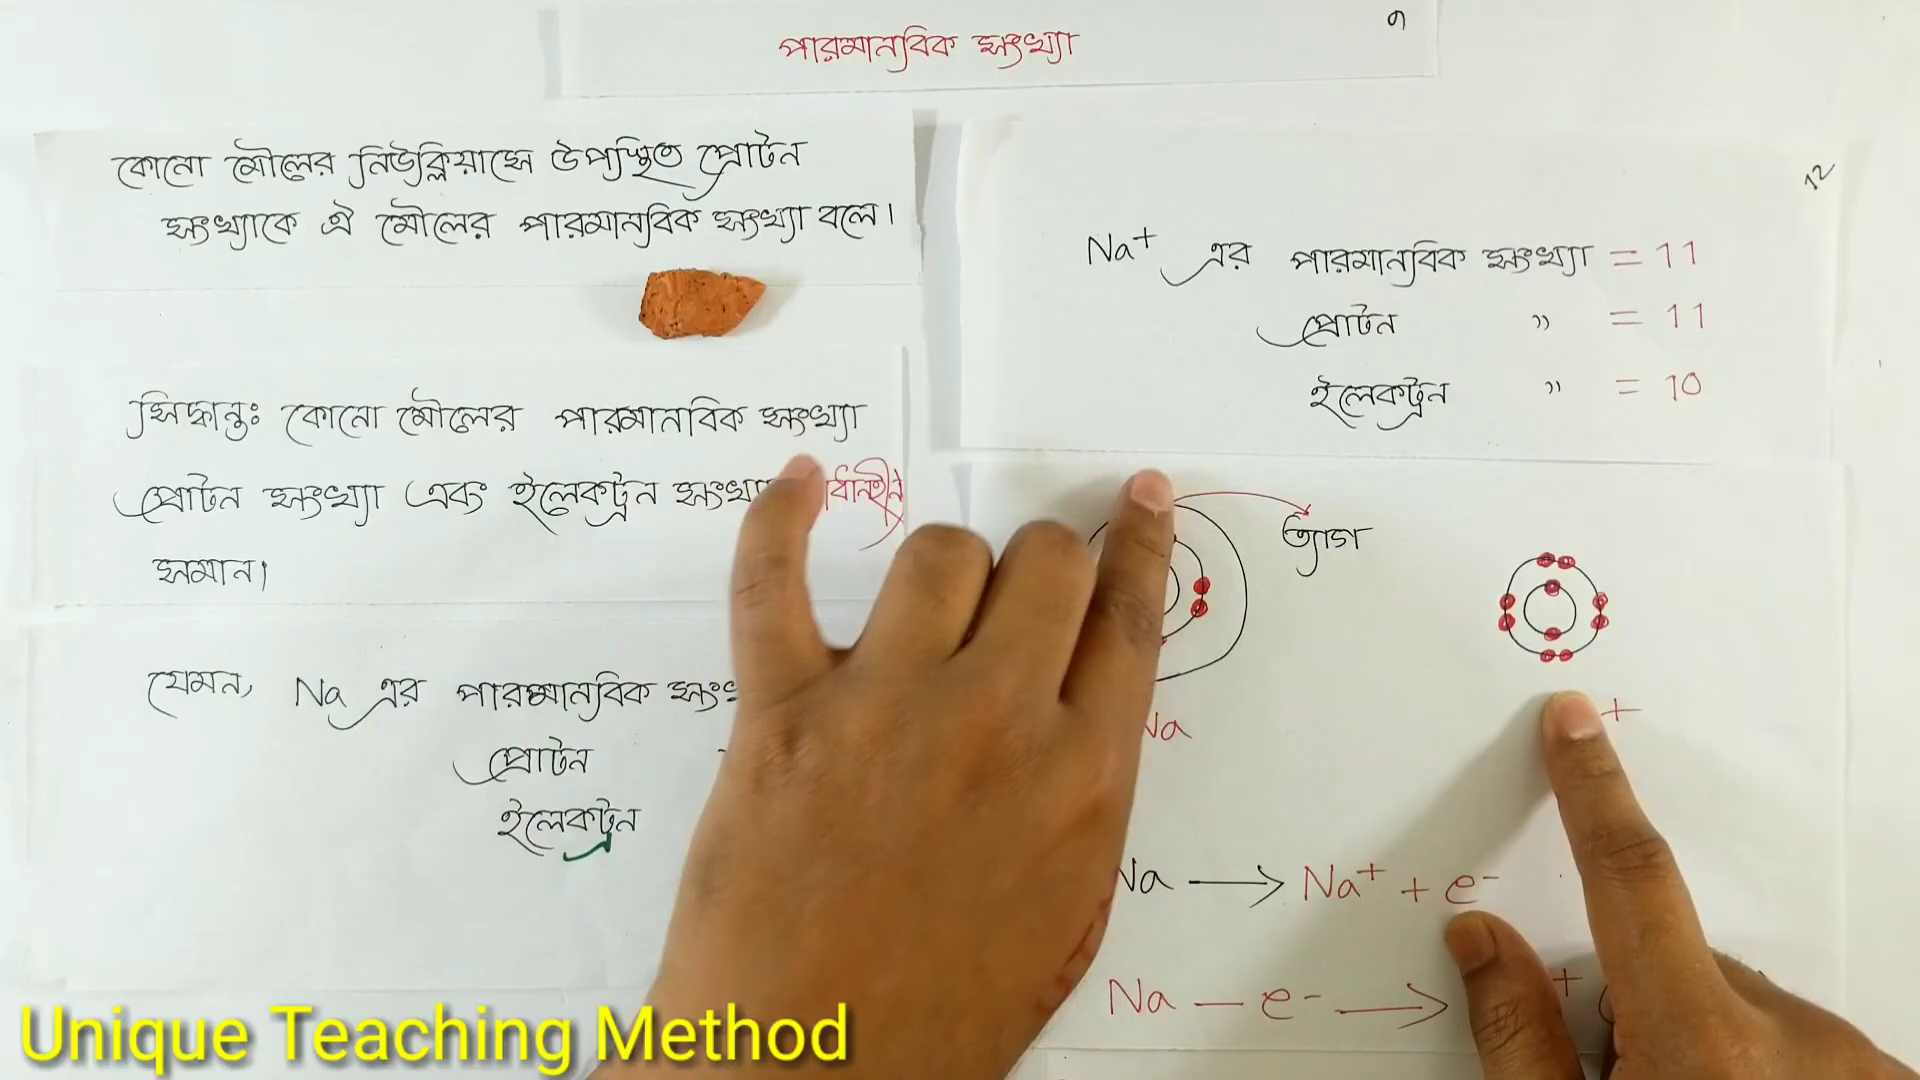 পারমানবিক সংখ্যা
৭
কোনো মৌলের নিউক্লিয়াসে উপস্থিত প্রোটন
সংখ্যাকে ঐ মৌলের পারমানবিক সংখ্যা বলে।
সিদ্ধান্তঃ কোনো মৌলের পারমানবিক সংখ্যা
প্রোটন সংখ্যা এবং ইলেকট্রন
সমান।
যেমন, Na এর পারমানবিক
প্রোটন
ইলেকট্রন
১২
Na+ এর পারমানবিক সংখ্যা = 11
প্রোটন " = 11
ইলেকট্রন " = 10
ত্যাগ
Na
+
Na → Na+ + e-
Na – e- → +
Unique Teaching Method